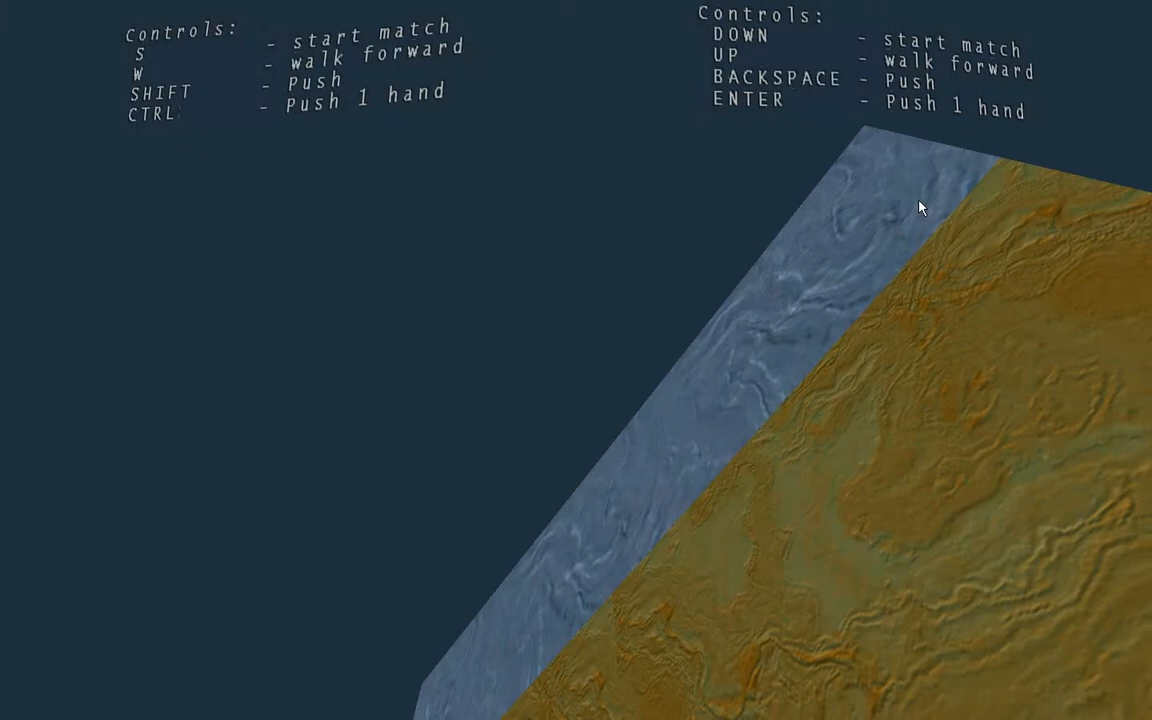 Controls:
S - start match
W - walk forward
SHIFT - Push
CTRL - Push 1 hand
Controls:
DOWN - start match
UP - walk forward
BACKSPACE - Push
ENTER - Push 1 hand